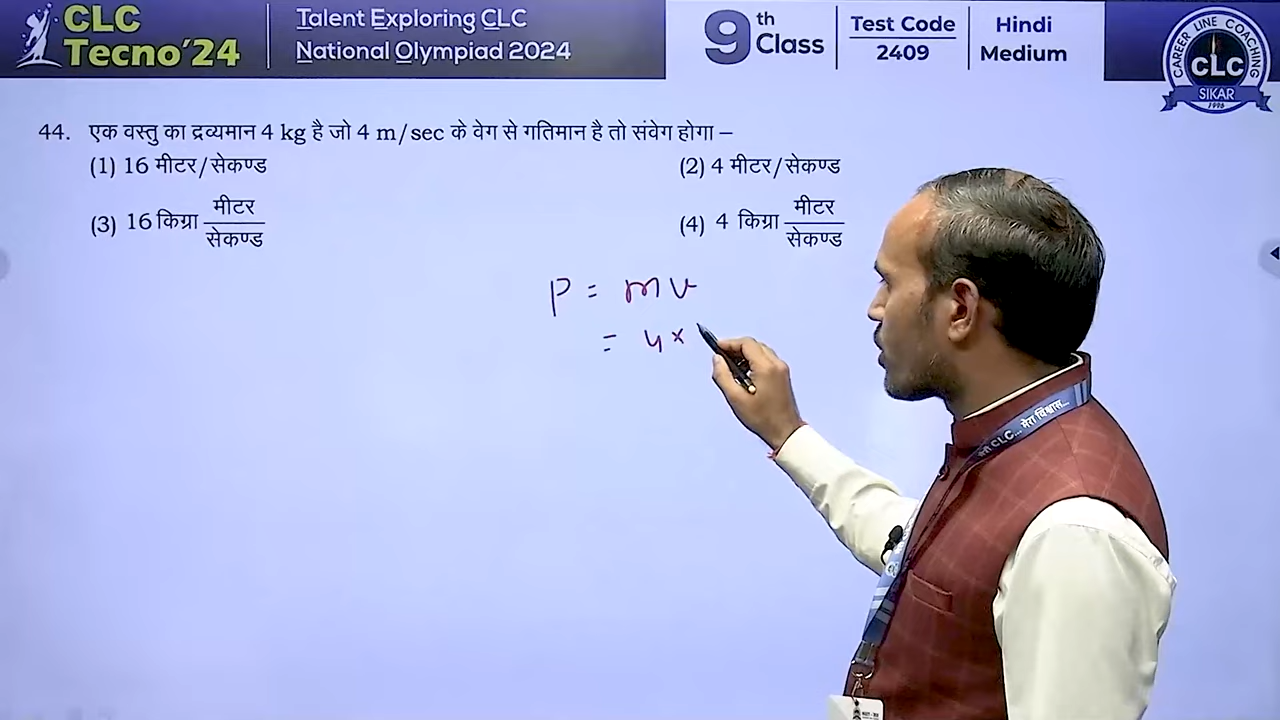 CLC
Tecno'24
Talent Exploring CLC
National Olympiad 2024
9th Class
Test Code
2409
Hindi
Medium
CAREER LINE COACHING
CLC
SIKAR
1996
44. एक वस्तु का द्रव्यमान 4 kg है जो 4 m/sec के वेग से गतिमान है तो संवेग होगा –
(1) 16 मीटर/सेकण्ड (2) 4 मीटर/सेकण्ड
(3) 16 किग्रा मीटर/सेकण्ड (4) 4 किग्रा मीटर/सेकण्ड
P = mv
= 4×
CLC... मेरा विश्वास...